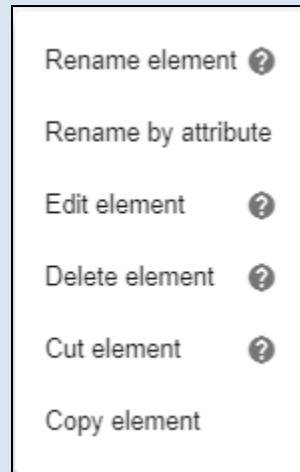 Rename element ?
Rename by attribute
Edit element ?
Delete element ?
Cut element ?
Copy element